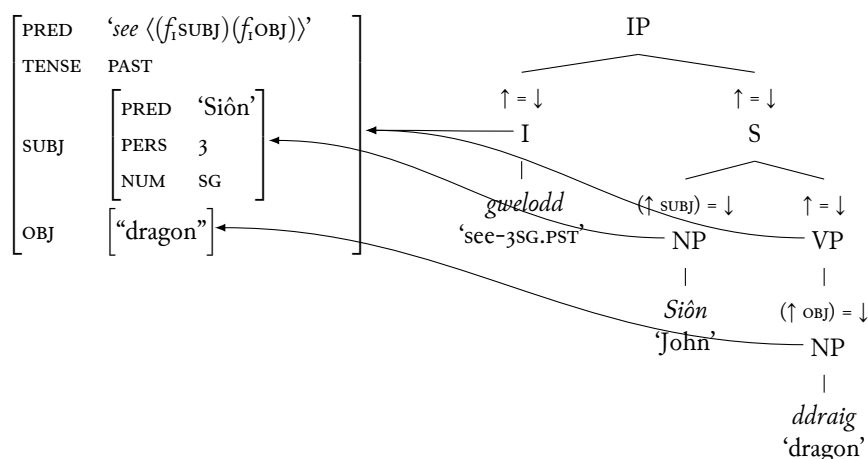 PRED ‘see ⟨(f₁SUBJ)(f₁OBJ)⟩’
TENSE PAST
SUBJ
PRED ‘Siôn’
PERS 3
NUM SG
OBJ [“dragon”]
IP
↑ = ↓ ↑ = ↓
I S
gwelodd
‘see-3SG.PST’
(↑ SUBJ) = ↓ ↑ = ↓
NP VP
Siôn
‘John’
(↑ OBJ) = ↓
NP
ddraig
‘dragon’